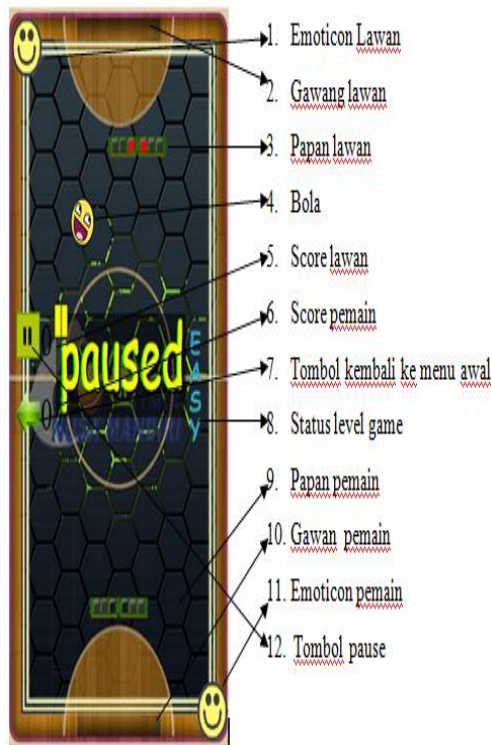 1. Emoticon Lawan
2. Gawang lawan
3. Papan lawan
4. Bola
5. Score lawan
6. Score pemain
7. Tombol kembali ke menu awal
8. Status level game
9. Papan pemain
10. Gawan pemain
11. Emoticon pemain
12. Tombol pause
0
paused
EASY
0